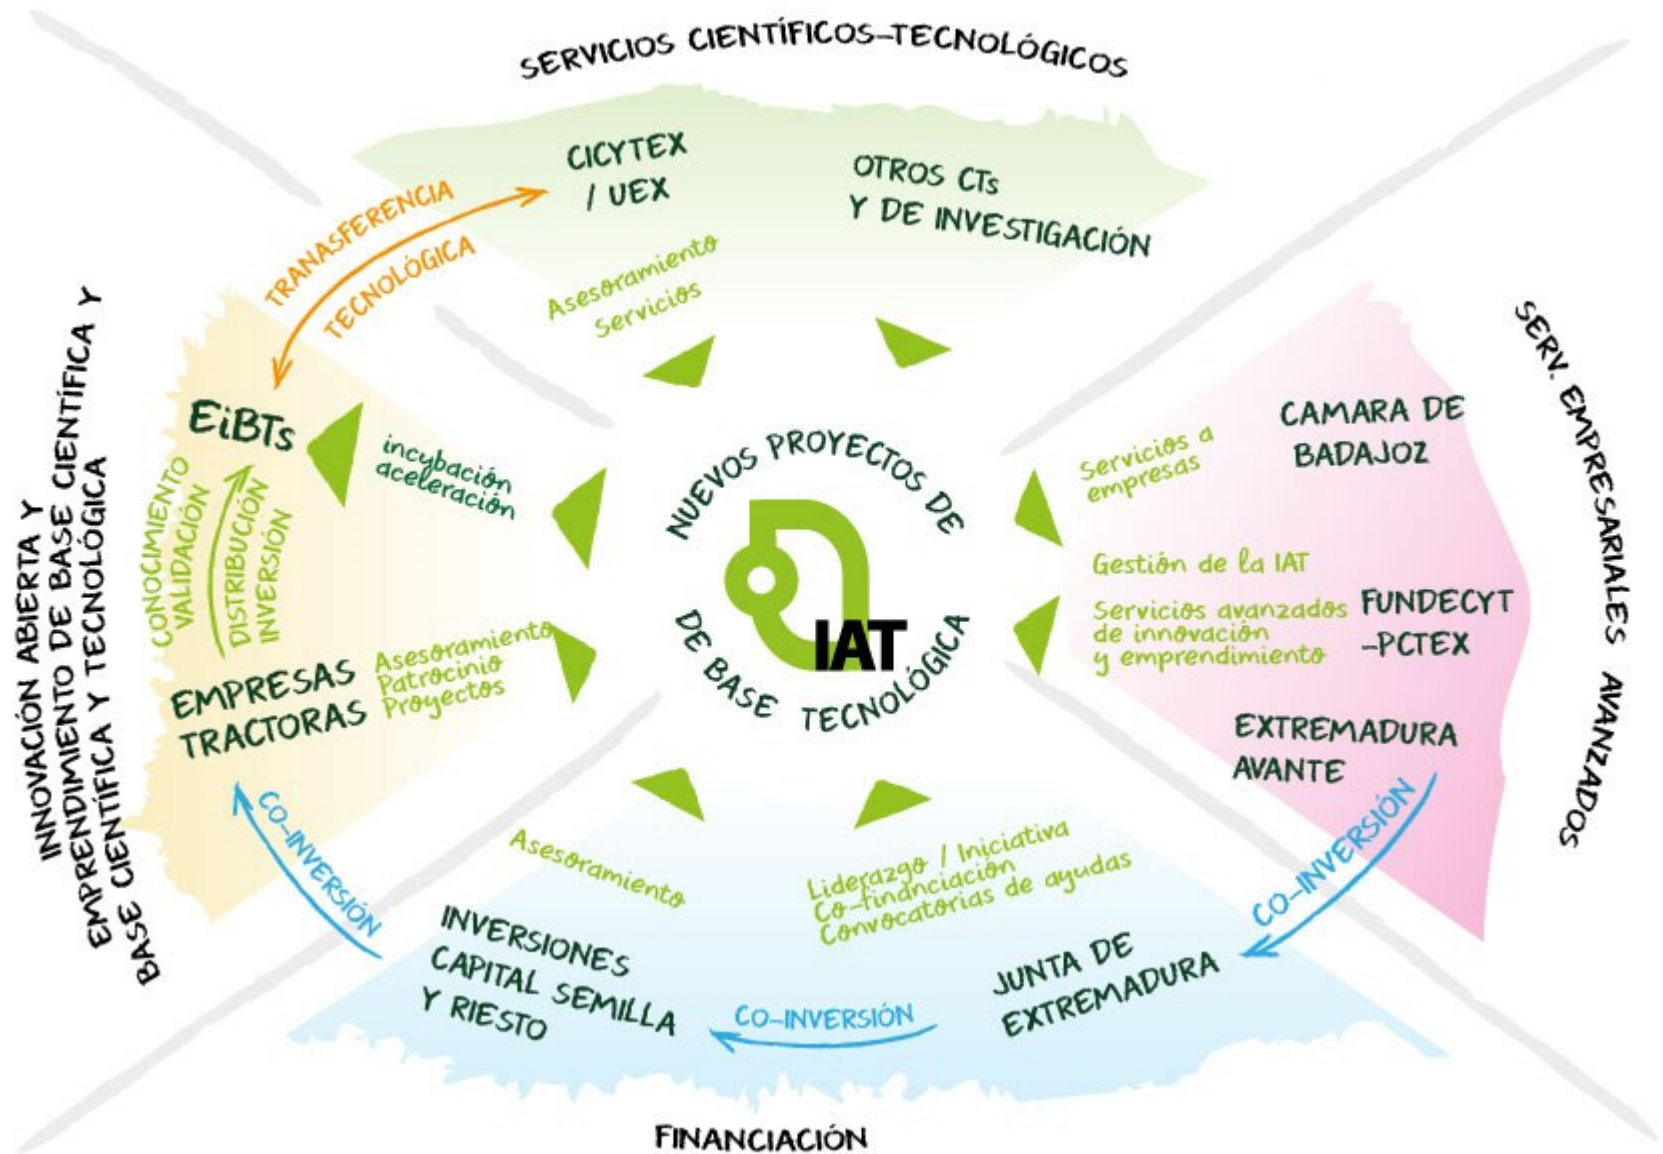 SERVICIOS CIENTÍFICOS-TECNOLÓGICOS
CICYTEX
/ UEX
OTROS CTs
Y DE INVESTIGACIÓN
Asesoramiento
Servicios
TRANASFERENCIA
TECNOLÓGICA
INNOVACIÓN ABIERTA Y
EMPRENDIMIENTO DE BASE CIENTÍFICA Y
BASE CIENTÍFICA Y TECNOLÓGICA
EiBTs
incubación
aceleración
CONOCIMIENTO
VALIDACIÓN
DISTRIBUCIÓN
INVERSIÓN
EMPRESAS
TRACTORAS
Asesoramiento
Patrocinio
Proyectos
NUEVOS PROYECTOS DE
IAT
DE BASE TECNOLÓGICA
SERV. EMPRESARIALES AVANZADOS
CAMARA DE
BADAJOZ
Servicios a
empresas
Gestión de la IAT
Servicios avanzados
de innovación
y emprendimiento
FUNDECYT
-PCTEX
EXTREMADURA
AVANTE
CO-INVERSIÓN
CO-INVERSIÓN
Asesoramiento
Liderazgo / Iniciativa
Co-financiación
Convocatorias de ayudas
INVERSIONES
CAPITAL SEMILLA
Y RIESTO
CO-INVERSIÓN
JUNTA DE
EXTREMADURA
FINANCIACIÓN